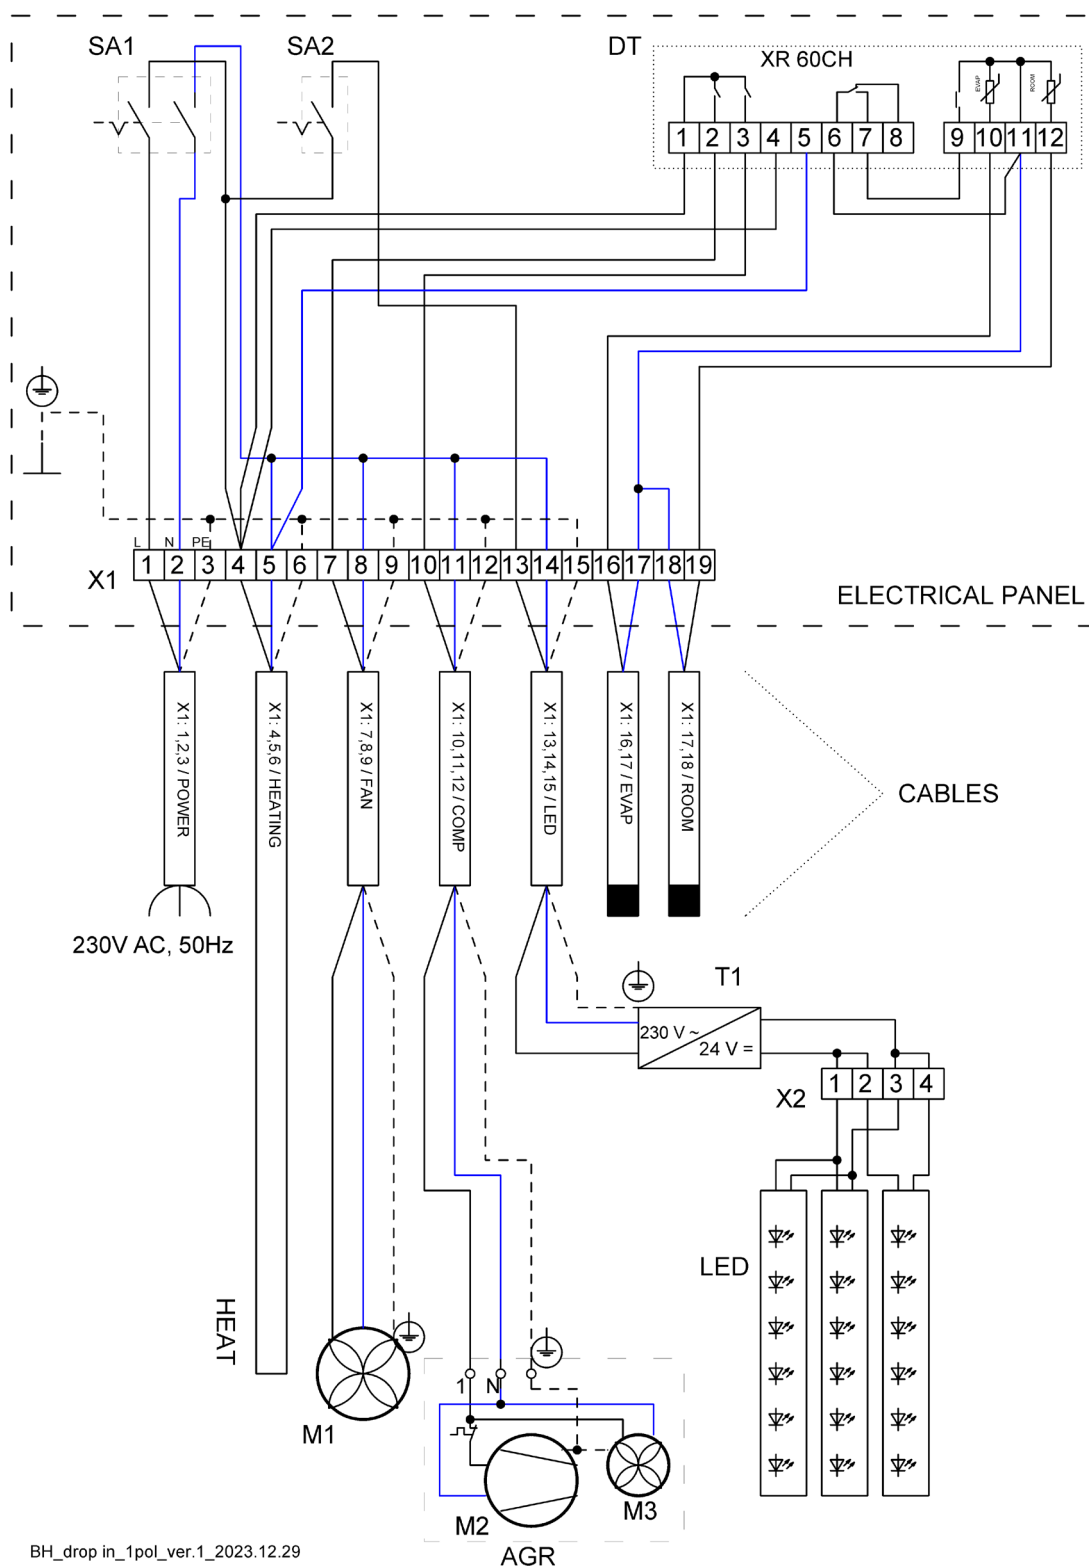 SA1
SA2
DT
XR 60CH
EVAP
ROOM
1 2 3 4 5 6 7 8
9 10 11 12
L N PE
X1
1 2 3 4 5 6 7 8 9 10 11 12 13 14 15 16 17 18 19
ELECTRICAL PANEL
X1: 1,2,3 / POWER
X1: 4,5,6 / HEATING
X1: 7,8,9 / FAN
X1: 10,11,12 / COMP
X1: 13,14,15 / LED
X1: 16,17 / EVAP
X1: 17,18 / ROOM
CABLES
230V AC, 50Hz
T1
230 V ~
24 V =
X2
1 2 3 4
LED
HEAT
M1
1 N
M2
M3
AGR
BH_drop in_1pol_ver.1_2023.12.29